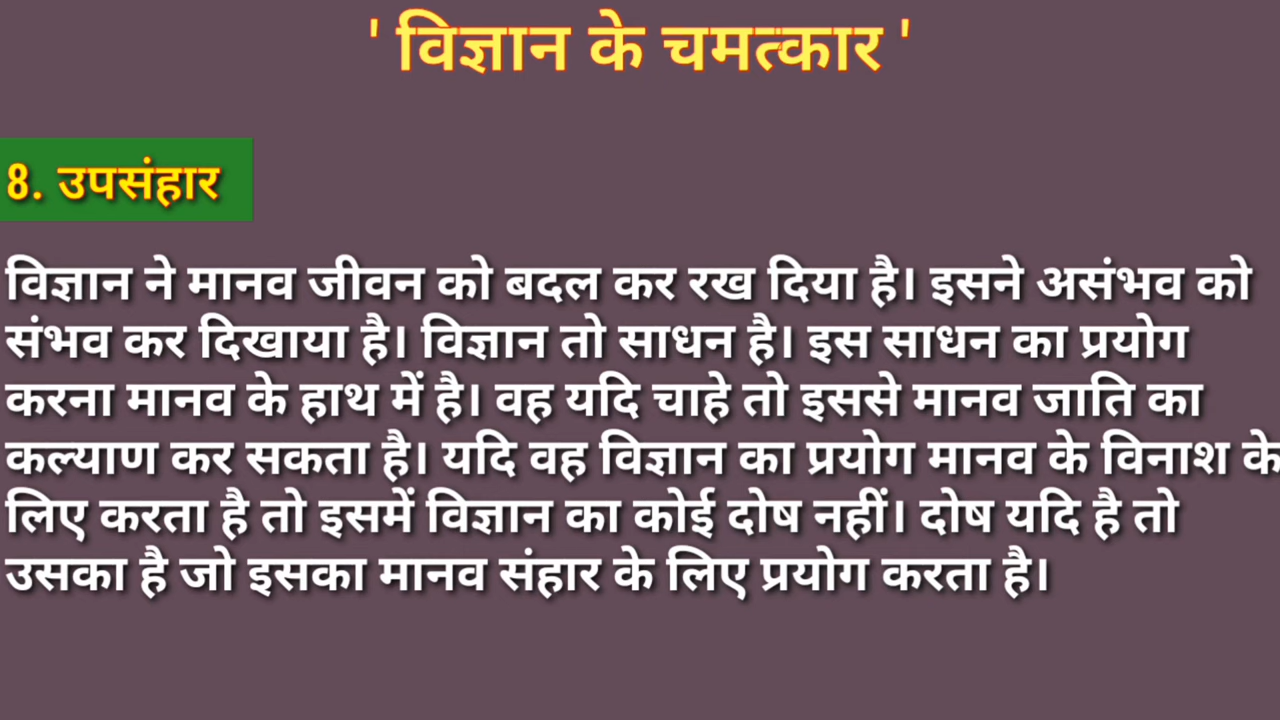 ' विज्ञान के चमत्कार '
8. उपसंहार
विज्ञान ने मानव जीवन को बदल कर रख दिया है। इसने असंभव को
संभव कर दिखाया है। विज्ञान तो साधन है। इस साधन का प्रयोग
करना मानव के हाथ में है। वह यदि चाहे तो इससे मानव जाति का
कल्याण कर सकता है। यदि वह विज्ञान का प्रयोग मानव के विनाश के
लिए करता है तो इसमें विज्ञान का कोई दोष नहीं। दोष यदि है तो
उसका है जो इसका मानव संहार के लिए प्रयोग करता है।